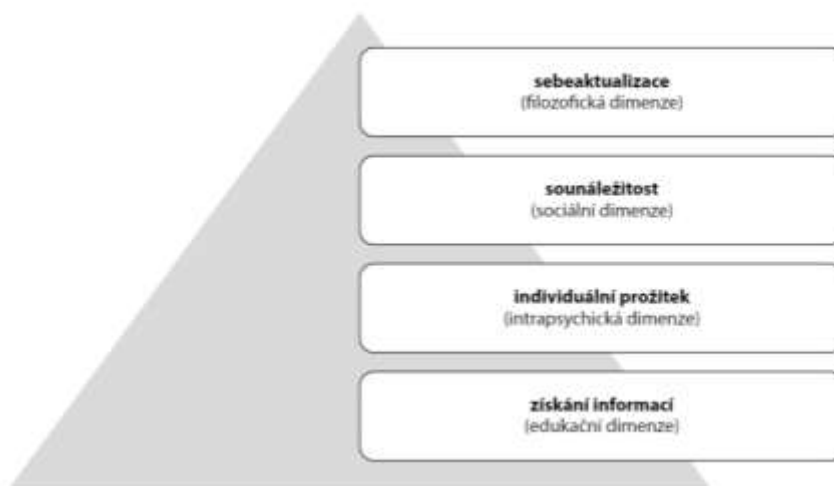 sebeaktualizace
(filozofická dimenze)
sounáležitost
(sociální dimenze)
individuální prožitek
(intrapsychická dimenze)
získání informací
(edukační dimenze)